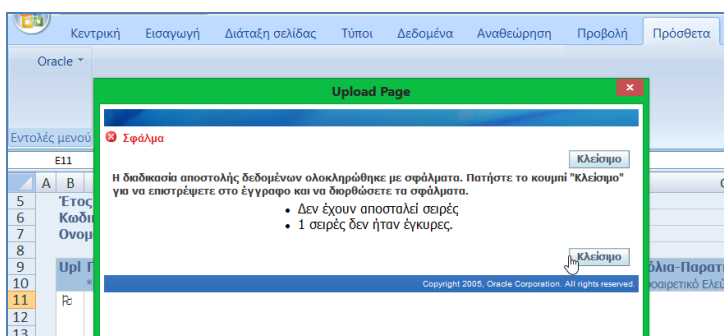 Κεντρική Εισαγωγή Διάταξη σελίδας Τύποι Δεδομένα Αναθεώρηση Προβολή Πρόσθετα
Oracle
Upload Page
Εντολές μενού
Σφάλμα
Κλείσιμο
E11
Η διαδικασία αποστολής δεδομένων ολοκληρώθηκε με σφάλματα. Πατήστε το κουμπί "Κλείσιμο"
για να επιστρέψετε στο έγγραφο και να διορθώσετε τα σφάλματα.
A B
• Δεν έχουν αποσταλεί σειρές
• 1 σειρές δεν ήταν έγκυρες.
5 Έτος
6
7
8
Κλείσιμο
9 Upl
10 *
Copyright 2005, Oracle Corporation. All rights reserved.
11
12
13